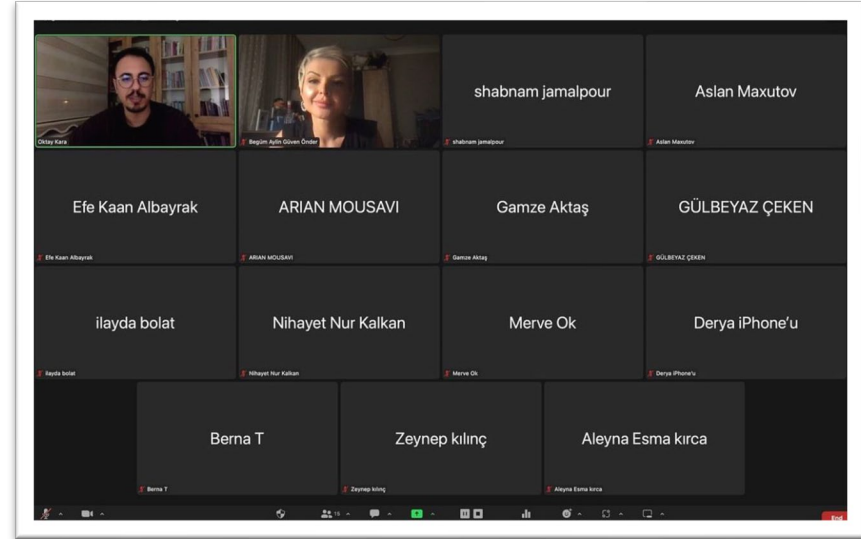 Oktay Kara
Begüm Aylin Güven Önder
shabnam jamalpour
shabnam jamalpour
Aslan Maxutov
Aslan Maxutov
Efe Kaan Albayrak
Efe Kaan Albayrak
ARIAN MOUSAVI
ARIAN MOUSAVI
Gamze Aktaş
Gamze Aktaş
GÜLBEYAZ ÇEKEN
GÜLBEYAZ ÇEKEN
ilayda bolat
ilayda bolat
Nihayet Nur Kalkan
Nihayet Nur Kalkan
Merve Ok
Merve Ok
Derya iPhone'u
Derya iPhone'u
Berna T
Berna T
Zeynep kılınç
Zeynep kılınç
Aleyna Esma kırca
Aleyna Esma kırca
End